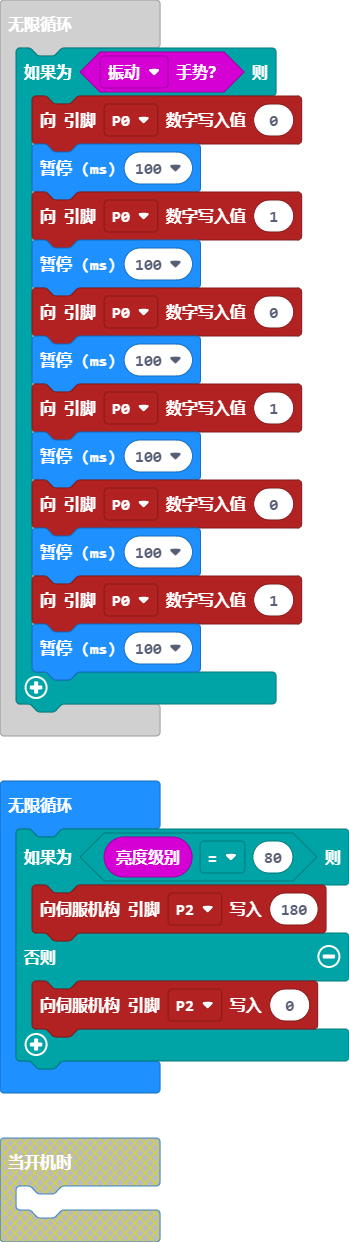 无限循环
如果为 振动 手势？ 则
向 引脚 P0 数字写入值 0
暂停 (ms) 100
向 引脚 P0 数字写入值 1
暂停 (ms) 100
向 引脚 P0 数字写入值 0
暂停 (ms) 100
向 引脚 P0 数字写入值 1
暂停 (ms) 100
向 引脚 P0 数字写入值 0
暂停 (ms) 100
向 引脚 P0 数字写入值 1
暂停 (ms) 100
无限循环
如果为 亮度级别 = 80 则
向伺服机构 引脚 P2 写入 180
否则
向伺服机构 引脚 P2 写入 0
当开机时